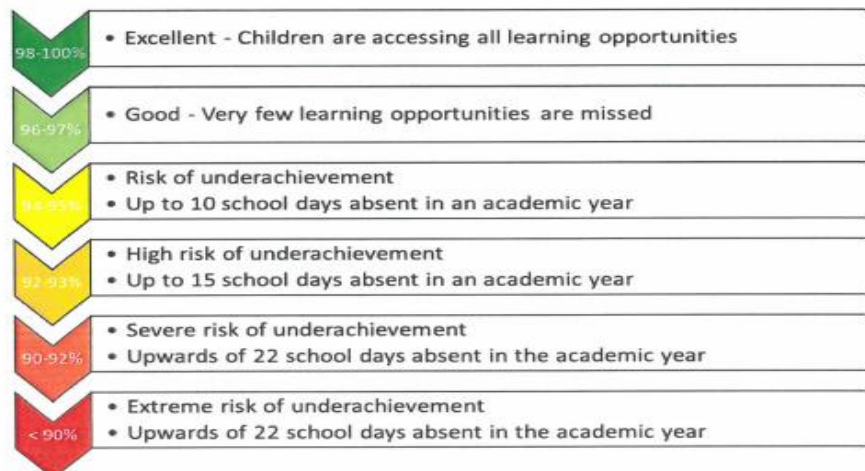 98-100%
• Excellent - Children are accessing all learning opportunities
96-97%
• Good - Very few learning opportunities are missed
94-95%
• Risk of underachievement
• Up to 10 school days absent in an academic year
92-93%
• High risk of underachievement
• Up to 15 school days absent in an academic year
90-92%
• Severe risk of underachievement
• Upwards of 22 school days absent in the academic year
< 90%
• Extreme risk of underachievement
• Upwards of 22 school days absent in the academic year